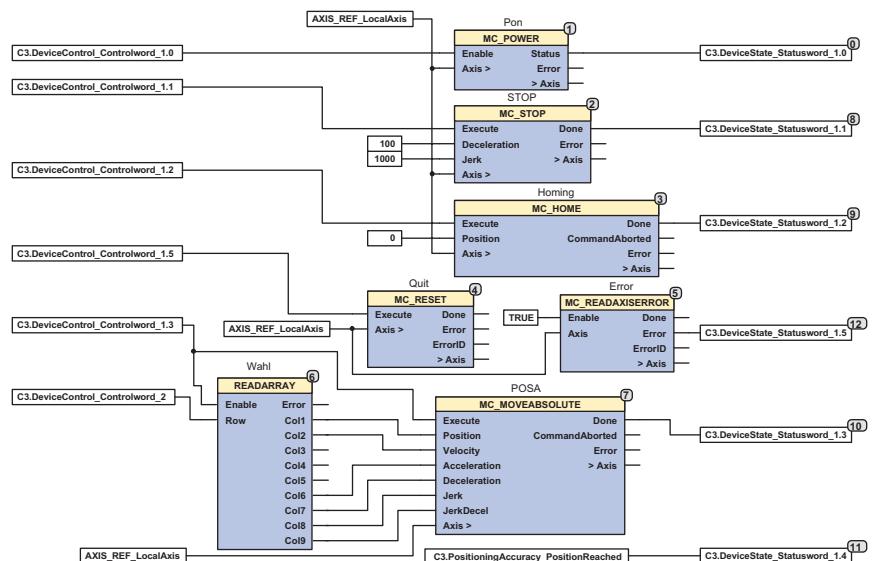 AXIS_REF_LocalAxis
Pon
1
MC_POWER
0
C3.DeviceControl_Controlword_1.0
Enable Status
C3.DeviceState_Statusword_1.0
Axis > Error
> Axis
C3.DeviceControl_Controlword_1.1
STOP
2
MC_STOP
8
Execute Done
C3.DeviceState_Statusword_1.1
100
Deceleration Error
1000
Jerk > Axis
Axis >
C3.DeviceControl_Controlword_1.2
Homing
3
MC_HOME
9
Execute Done
C3.DeviceState_Statusword_1.2
0
Position CommandAborted
Axis > Error
> Axis
C3.DeviceControl_Controlword_1.5
Quit
4
MC_RESET
Execute Done
Axis > Error
ErrorID
> Axis
AXIS_REF_LocalAxis
Error
5
MC_READAXISERROR
TRUE
Enable Done
Axis Error
ErrorID
> Axis
12
C3.DeviceState_Statusword_1.5
C3.DeviceControl_Controlword_1.3
Wahl
6
READARRAY
C3.DeviceControl_Controlword_2
Enable Error
Row Col1
Col2
Col3
Col4
Col5
Col6
Col7
Col8
Col9
POSA
7
MC_MOVEABSOLUTE
Execute Done
Position CommandAborted
Velocity Error
Acceleration > Axis
Deceleration
Jerk
JerkDecel
Axis >
10
C3.DeviceState_Statusword_1.3
AXIS_REF_LocalAxis
C3.PositioningAccuracy_PositionReached
11
C3.DeviceState_Statusword_1.4